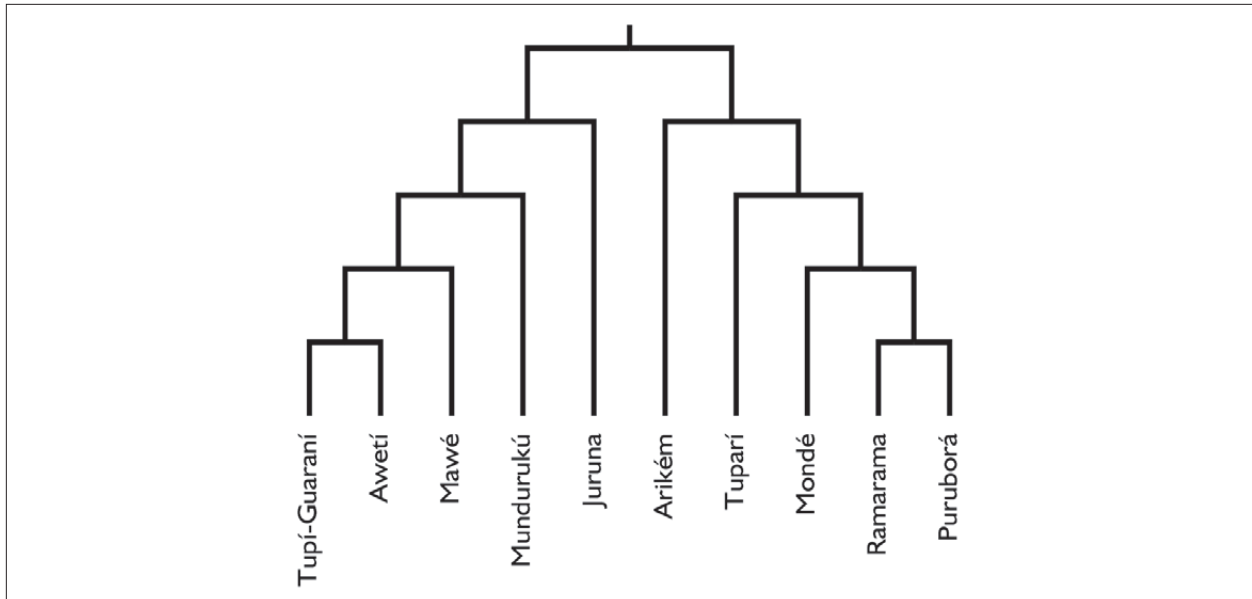 Tupí-Guaraní
Awetí
Mawé
Mundurukú
Juruna
Arikém
Tuparí
Mondé
Ramarama
Puruborá